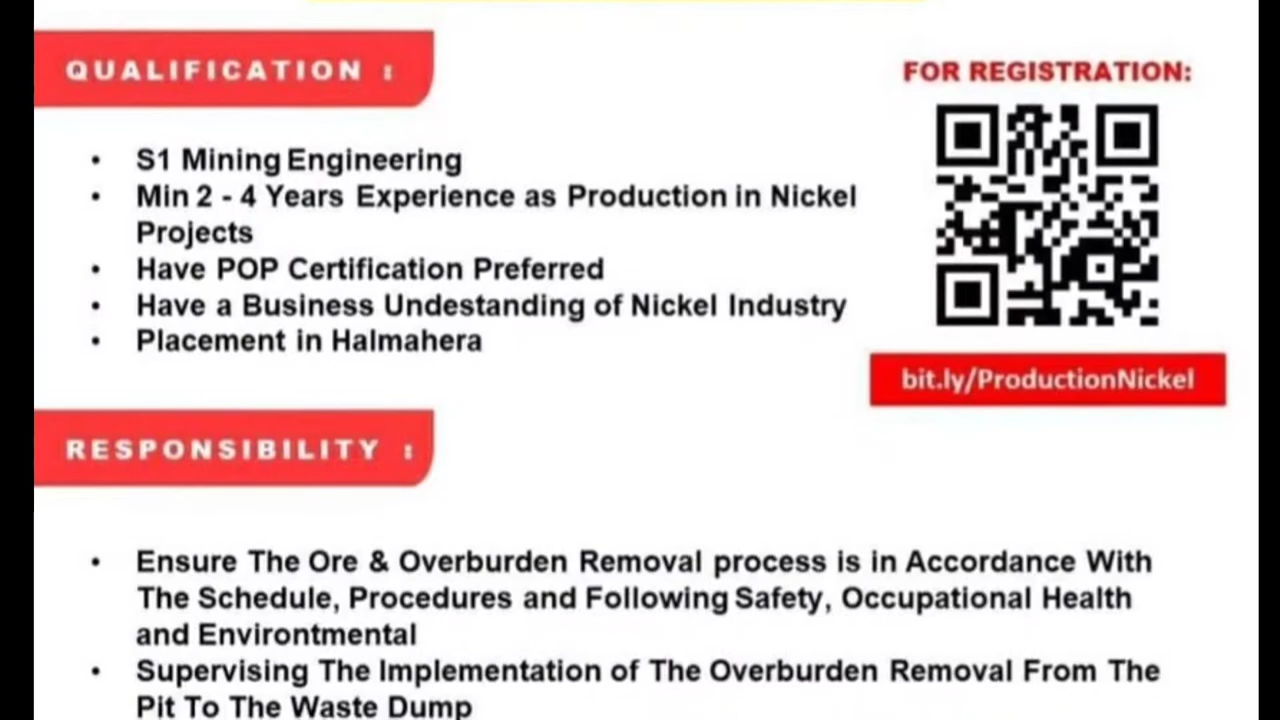 QUALIFICATION :
FOR REGISTRATION:
• S1 Mining Engineering
• Min 2 - 4 Years Experience as Production in Nickel
Projects
• Have POP Certification Preferred
• Have a Business Undestanding of Nickel Industry
• Placement in Halmahera
bit.ly/ProductionNickel
RESPONSIBILITY :
• Ensure The Ore & Overburden Removal process is in Accordance With
The Schedule, Procedures and Following Safety, Occupational Health
and Environtmental
• Supervising The Implementation of The Overburden Removal From The
Pit To The Waste Dump